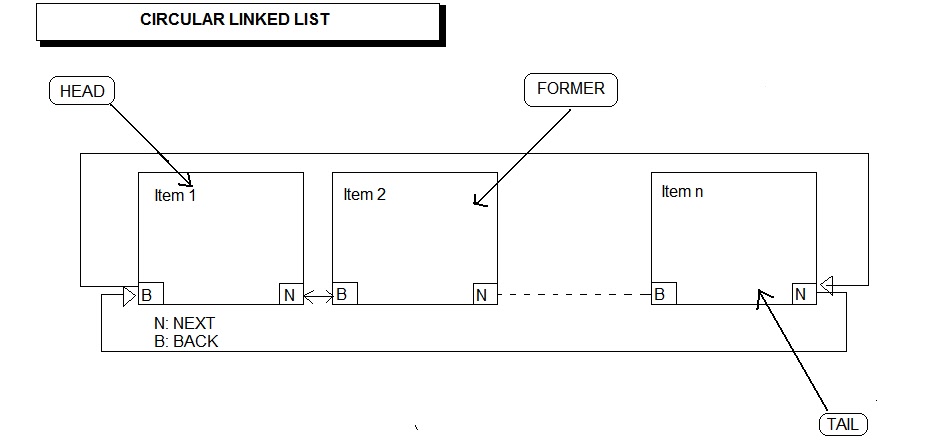 CIRCULAR LINKED LIST
HEAD
FORMER
Item 1
Item 2
Item n
B
N
B
N
B
N
N: NEXT
B: BACK
TAIL